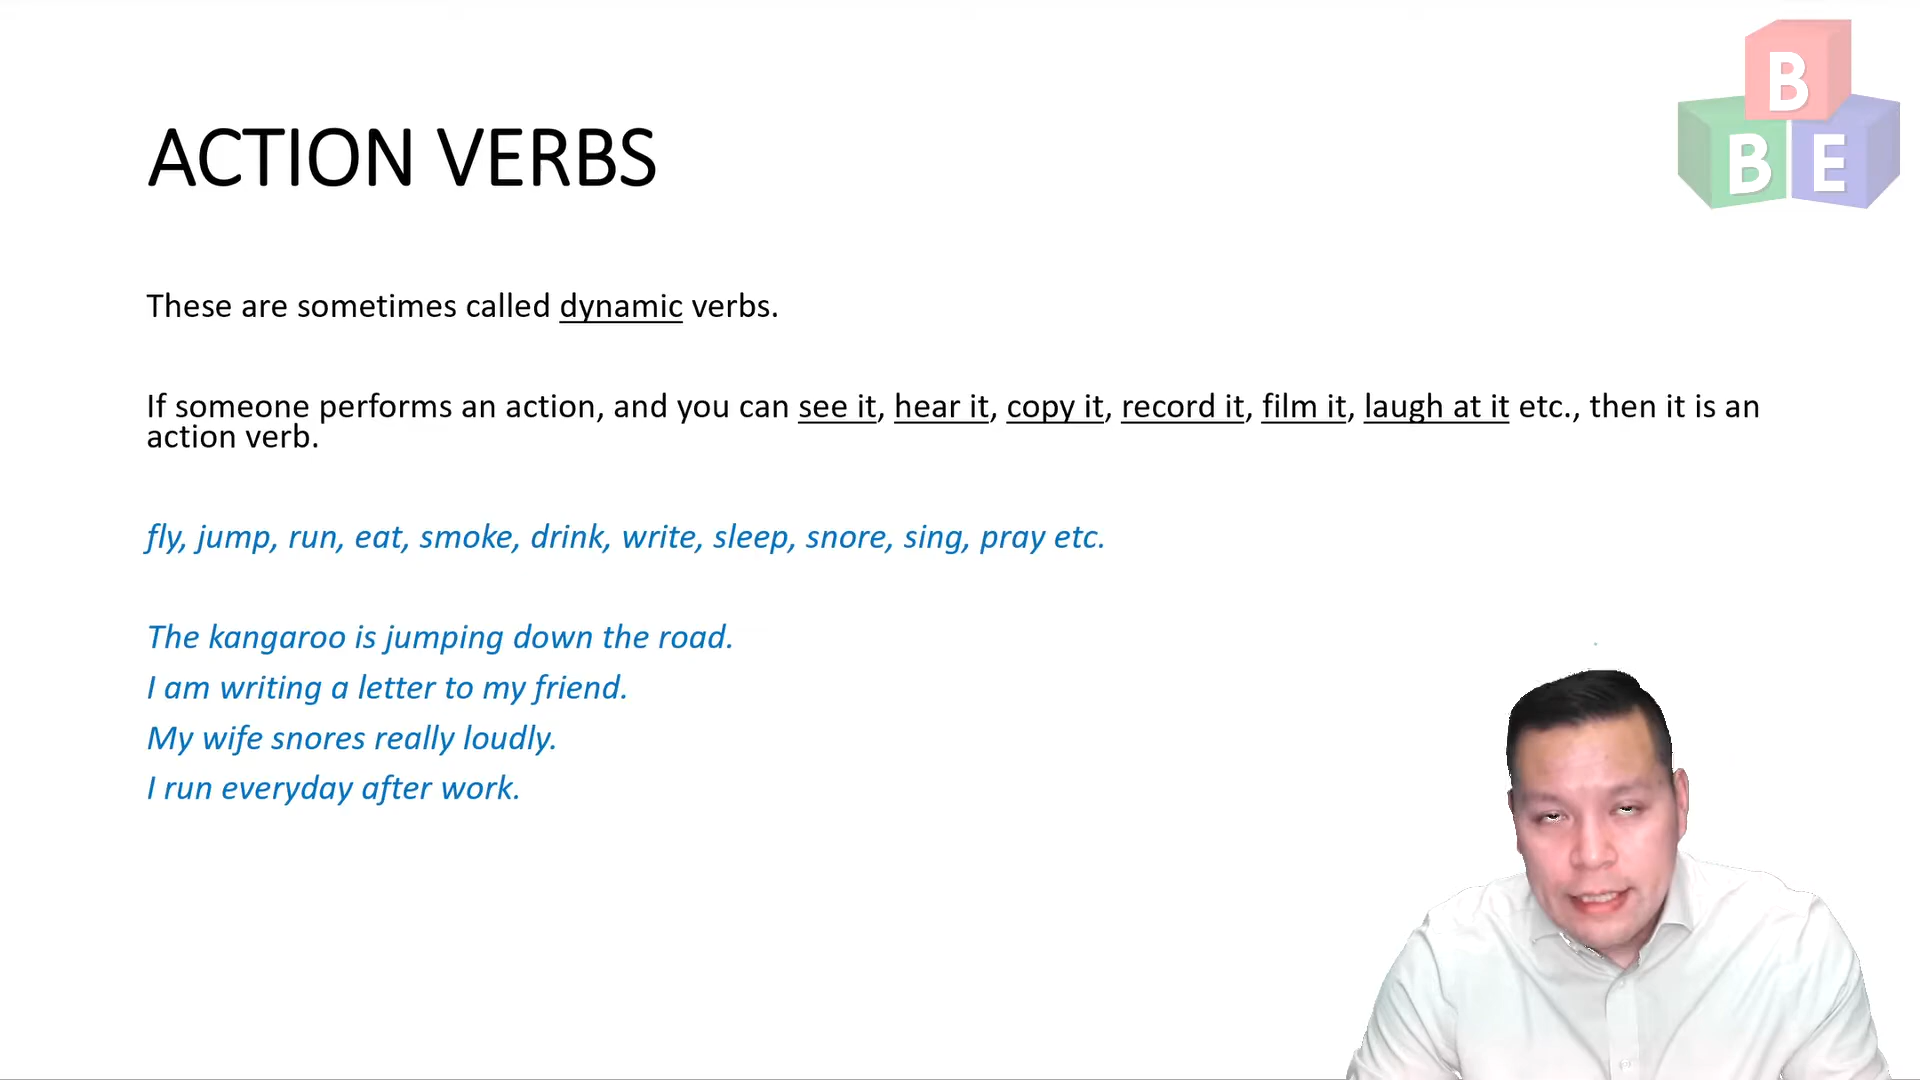 B
B E
ACTION VERBS
These are sometimes called dynamic verbs.
If someone performs an action, and you can see it, hear it, copy it, record it, film it, laugh at it etc., then it is an
action verb.
fly, jump, run, eat, smoke, drink, write, sleep, snore, sing, pray etc.
The kangaroo is jumping down the road.
I am writing a letter to my friend.
My wife snores really loudly.
I run everyday after work.